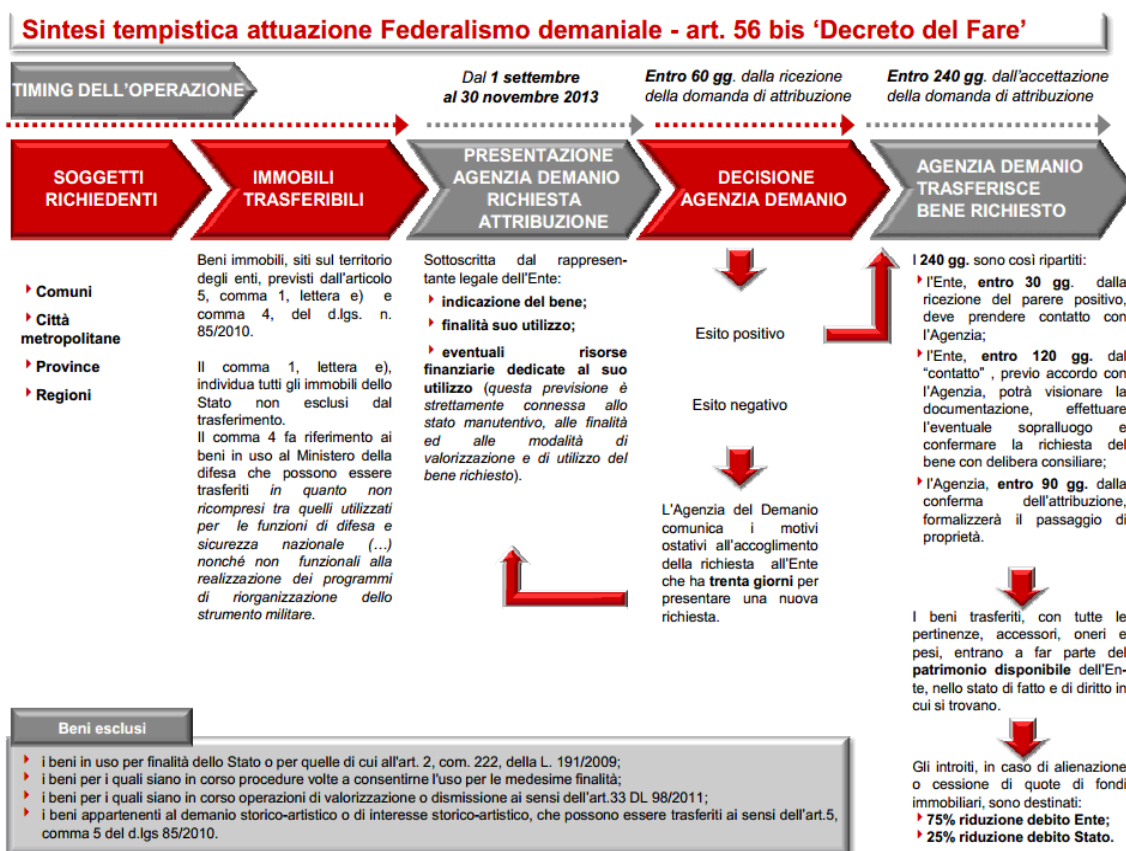 Sintesi tempistica attuazione Federalismo demaniale - art. 56 bis ‘Decreto del Fare’
TIMING DELL’OPERAZIONE
Dal 1 settembre
al 30 novembre 2013
Entro 60 gg. dalla ricezione
della domanda di attribuzione
Entro 240 gg. dall’accettazione
della domanda di attribuzione
SOGGETTI
RICHIEDENTI
IMMOBILI
TRASFERIBILI
PRESENTAZIONE
AGENZIA DEMANIO
RICHIESTA
ATTRIBUZIONE
DECISIONE
AGENZIA DEMANIO
AGENZIA DEMANIO
TRASFERISCE
BENE RICHIESTO
Comuni
Città
metropolitane
Province
Regioni
Beni immobili, siti sul territorio
degli enti, previsti dall’articolo
5, comma 1, lettera e) e
comma 4, del d.lgs. n.
85/2010.
Il comma 1, lettera e),
individua tutti gli immobili dello
Stato non esclusi dal
trasferimento.
Il comma 4 fa riferimento ai
beni in uso al Ministero della
difesa che possono essere
trasferiti in quanto non
ricompresi tra quelli utilizzati
per le funzioni di difesa e
sicurezza nazionale (…)
nonché non funzionali alla
realizzazione dei programmi
di riorganizzazione dello
strumento militare.
Sottoscritta dal rappresen-
tante legale dell’Ente:
indicazione del bene;
finalità suo utilizzo;
eventuali risorse
finanziarie dedicate al suo
utilizzo (questa previsione è
strettamente connessa allo
stato manutentivo, alle finalità
ed alle modalità di
valorizzazione e di utilizzo del
bene richiesto).
Esito positivo
Esito negativo
L’Agenzia del Demanio
comunica i motivi
ostativi all’accoglimento
della richiesta all’Ente
che ha trenta giorni per
presentare una nuova
richiesta.
I 240 gg. sono così ripartiti:
l’Ente, entro 30 gg. dalla
ricezione del parere positivo,
deve prendere contatto con
l’Agenzia;
l’Ente, entro 120 gg. dal
“contatto” , previo accordo con
l’Agenzia, potrà visionare la
documentazione, effettuare
l’eventuale sopralluogo e
confermare la richiesta del
bene con delibera consiliare;
l’Agenzia, entro 90 gg. dalla
conferma dell’attribuzione,
formalizzerà il passaggio di
proprietà.
I beni trasferiti, con tutte le
pertinenze, accessori, oneri e
pesi, entrano a far parte del
patrimonio disponibile dell’En-
te, nello stato di fatto e di diritto in
cui si trovano.
Gli introiti, in caso di alienazione
o cessione di quote di fondi
immobiliari, sono destinati:
75% riduzione debito Ente;
25% riduzione debito Stato.
Beni esclusi
i beni in uso per finalità dello Stato o per quelle di cui all’art. 2, com. 222, della L. 191/2009;
i beni per i quali siano in corso procedure volte a consentirne l’uso per le medesime finalità;
i beni per i quali siano in corso operazioni di valorizzazione o dismissione ai sensi dell’art.33 DL 98/2011;
i beni appartenenti al demanio storico-artistico o di interesse storico-artistico, che possono essere trasferiti ai sensi dell’art.5,
comma 5 del d.lgs 85/2010.